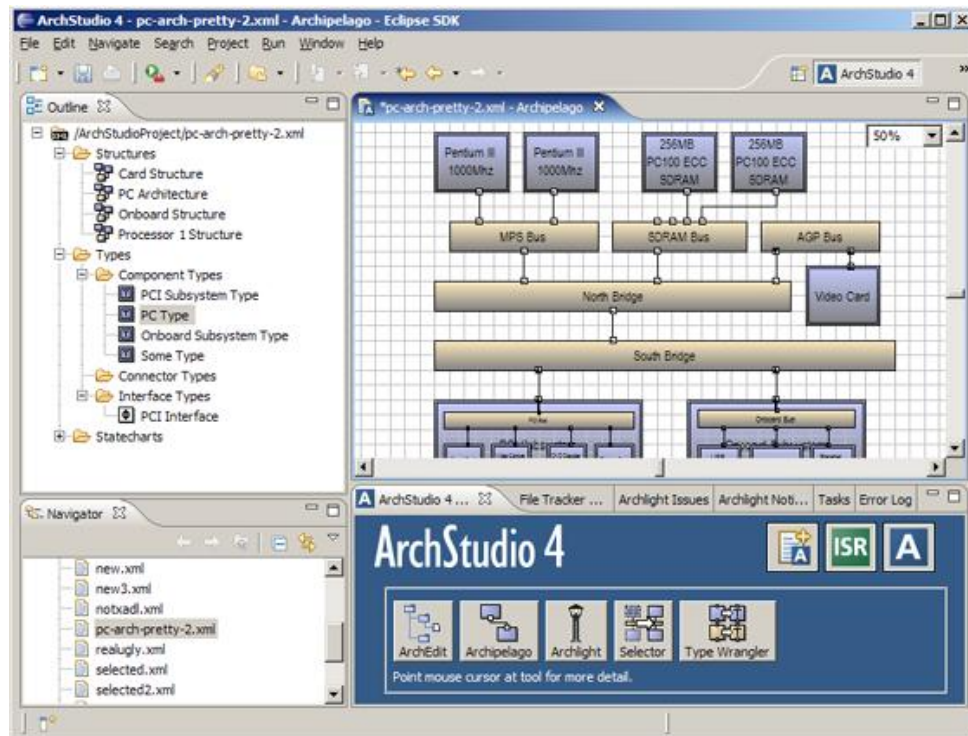 ArchStudio 4 - pc-arch-pretty-2.xml - Archipelago - Eclipse SDK
File Edit Navigate Search Project Run Window Help
ArchStudio 4
Outline
/ArchStudioProject/pc-arch-pretty-2.xml
Structures
Card Structure
PC Architecture
Onboard Structure
Processor 1 Structure
Types
Component Types
PCI Subsystem Type
PC Type
Onboard Subsystem Type
Some Type
Connector Types
Interface Types
PCI Interface
Statecharts
*pc-arch-pretty-2.xml - Archipelago
50%
Pentium III
1000Mhz
Pentium III
1000Mhz
256MB
PC100 ECC
SDRAM
256MB
PC100 ECC
SDRAM
MPS Bus
SDRAM Bus
AGP Bus
North Bridge
Video Card
South Bridge
Onboard Bus
Navigator
new.xml
new3.xml
notxadl.xml
pc-arch-pretty-2.xml
realugly.xml
selected.xml
selected2.xml
ArchStudio 4 ... File Tracker ... Archlight Issues Archlight Noti... Tasks Error Log
ArchStudio 4
ISR
A
ArchEdit Archipelago Archlight Selector Type Wrangler
Point mouse cursor at tool for more detail.